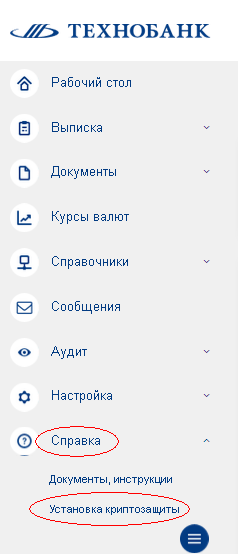 ТЕХНОБАНК
Рабочий стол
Выписка
Документы
Курсы валют
Справочники
Сообщения
Аудит
Настройка
Справка
Документы, инструкции
Установка криптозащиты